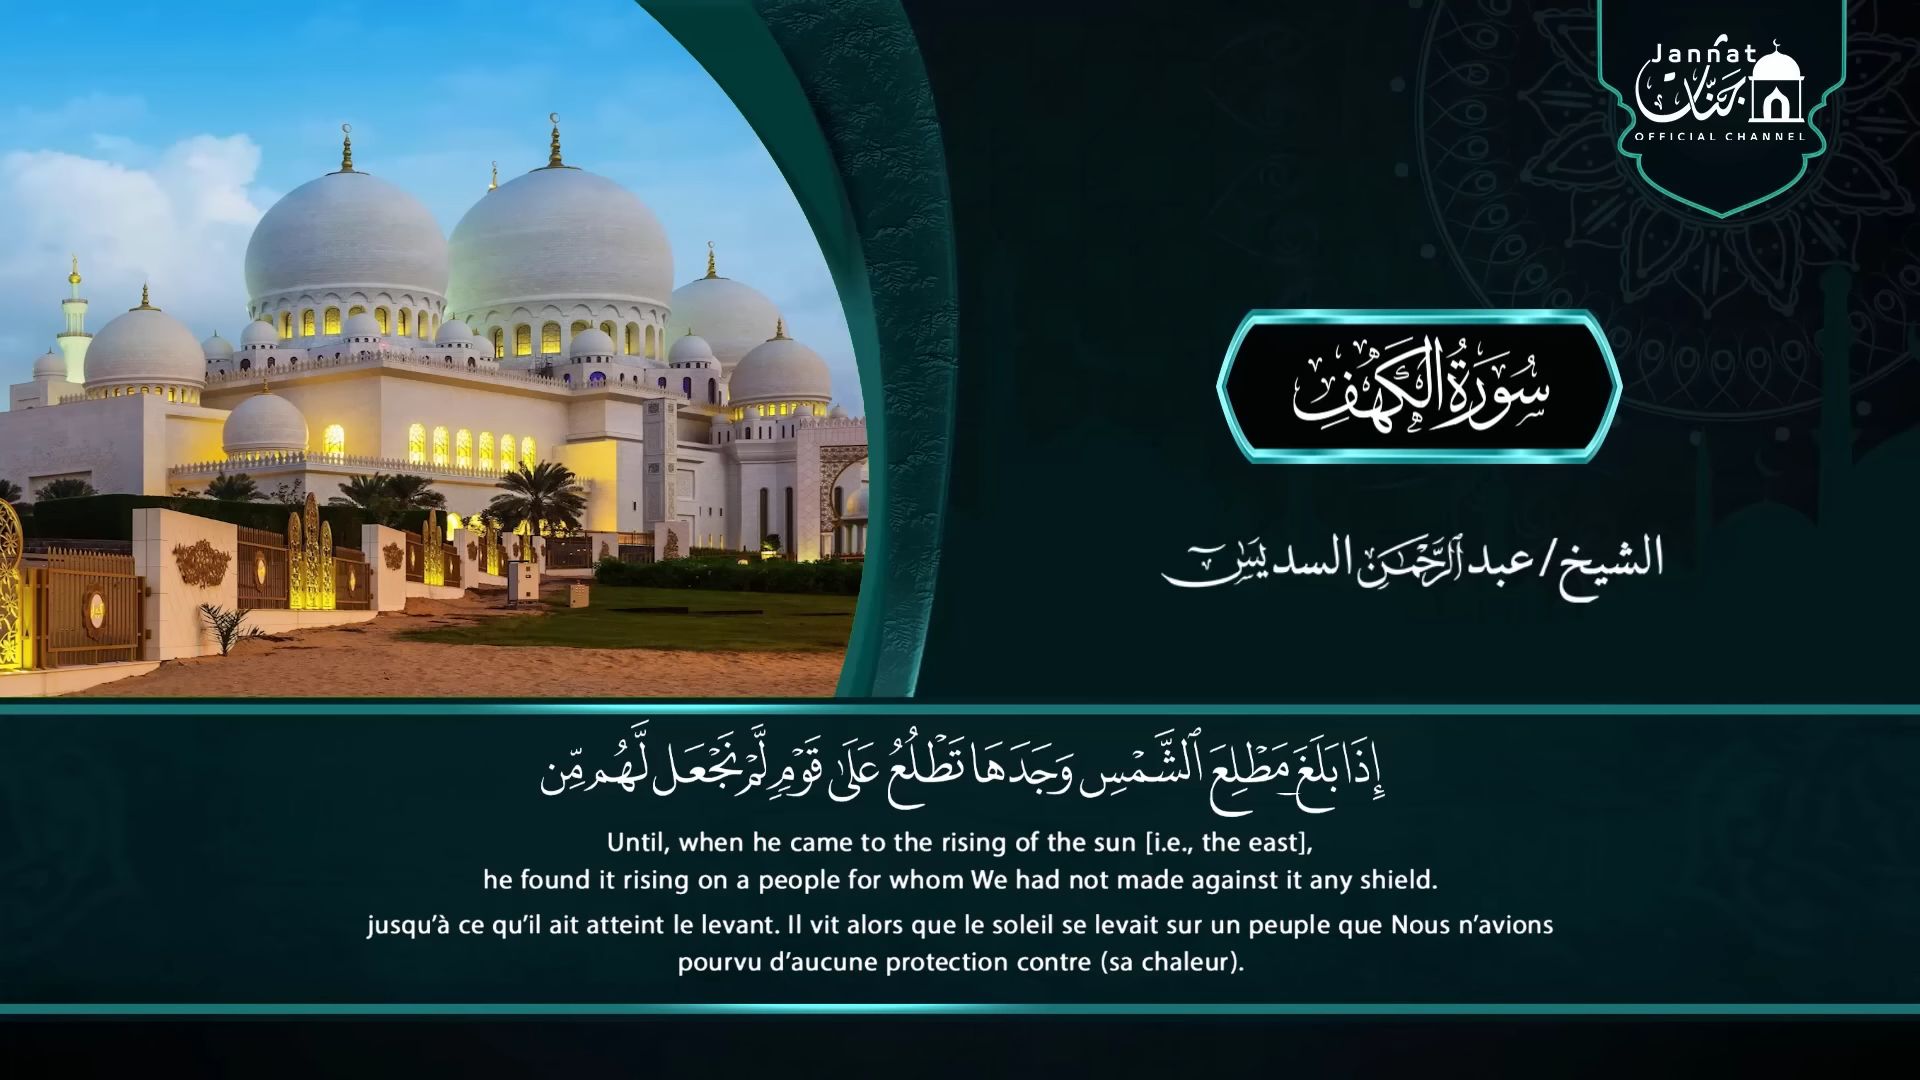 Jannat
جَنَّات
OFFICIAL CHANNEL
سُورَةُ الكَهْفِ
الشيخ / عبد الرَّحْمَٰن السديس
إِذَا بَلَغَ مَطْلِعَ ٱلشَّمْسِ وَجَدَهَا تَطْلُعُ عَلَىٰ قَوْمٍ لَّمْ نَجْعَل لَّهُم مِّن
Until, when he came to the rising of the sun [i.e., the east],
he found it rising on a people for whom We had not made against it any shield.
jusqu’à ce qu’il ait atteint le levant. Il vit alors que le soleil se levait sur un peuple que Nous n’avions
pourvu d’aucune protection contre (sa chaleur).